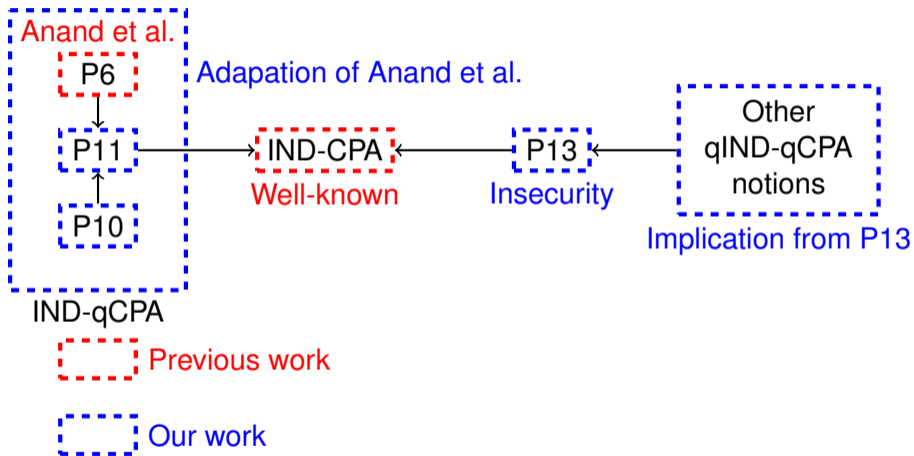 Anand et al.
P6
Adapation of Anand et al.
P11
IND-CPA
P13
Other
qIND-qCPA
notions
Well-known
Insecurity
P10
Implication from P13
IND-qCPA
Previous work
Our work